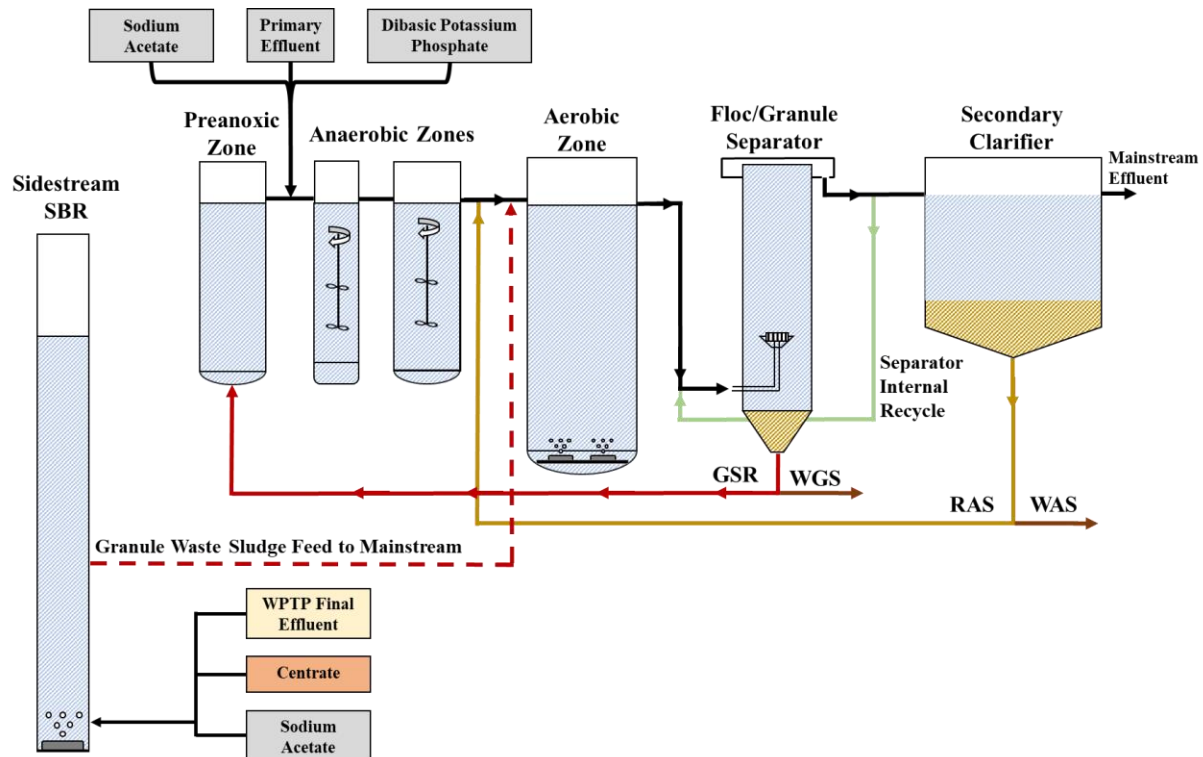 Sodium
Acetate
Primary
Effluent
Dibasic Potassium
Phosphate
Preanoxic
Zone
Anaerobic Zones
Aerobic
Zone
Floc/Granule
Separator
Secondary
Clarifier
Mainstream
Effluent
Sidestream
SBR
Separator
Internal
Recycle
GSR
WGS
RAS
WAS
Granule Waste Sludge Feed to Mainstream
WPTP Final
Effluent
Centrate
Sodium
Acetate